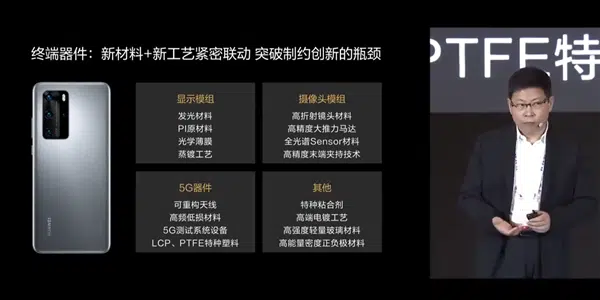 终端器件：新材料+新工艺紧密联动 突破制约创新的瓶颈
显示模组
发光材料
PI原材料
光学薄膜
蒸镀工艺
摄像头模组
高折射镜头材料
高精度大推力马达
全光谱Sensor材料
高精度末端夹持技术
5G器件
可重构天线
高频低损材料
5G测试系统设备
LCP、PTFE特种塑料
其他
特种粘合剂
高端电镀工艺
高强度轻量玻璃材料
高能量密度正负极材料
HUAWEI
PTFE特